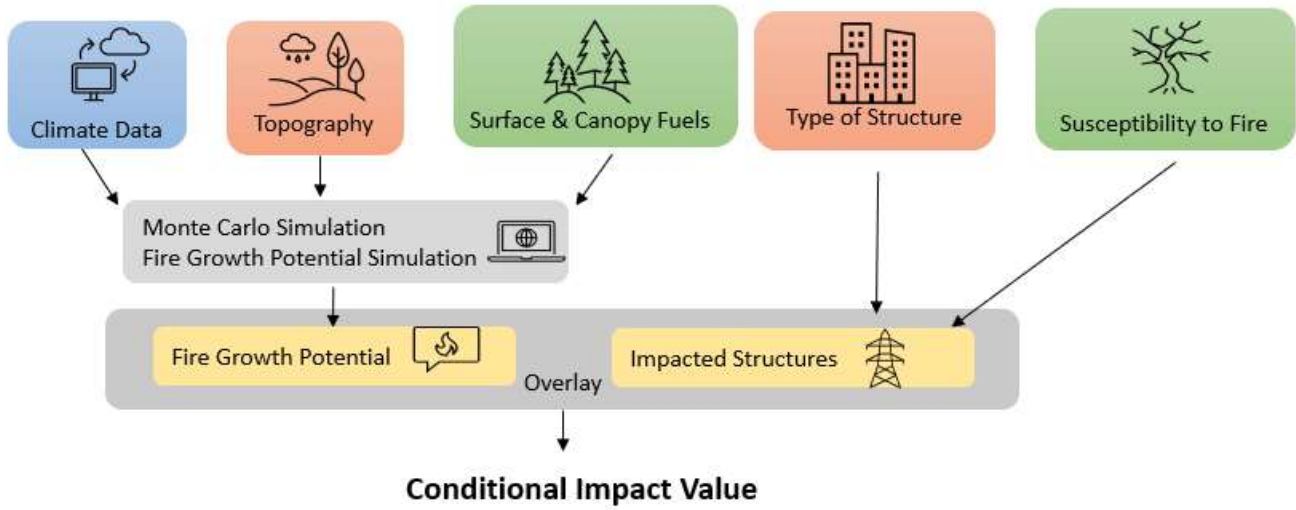 Climate Data
Topography
Surface & Canopy Fuels
Type of Structure
Susceptibility to Fire
Monte Carlo Simulation
Fire Growth Potential Simulation
Fire Growth Potential
Impacted Structures
Overlay
Conditional Impact Value